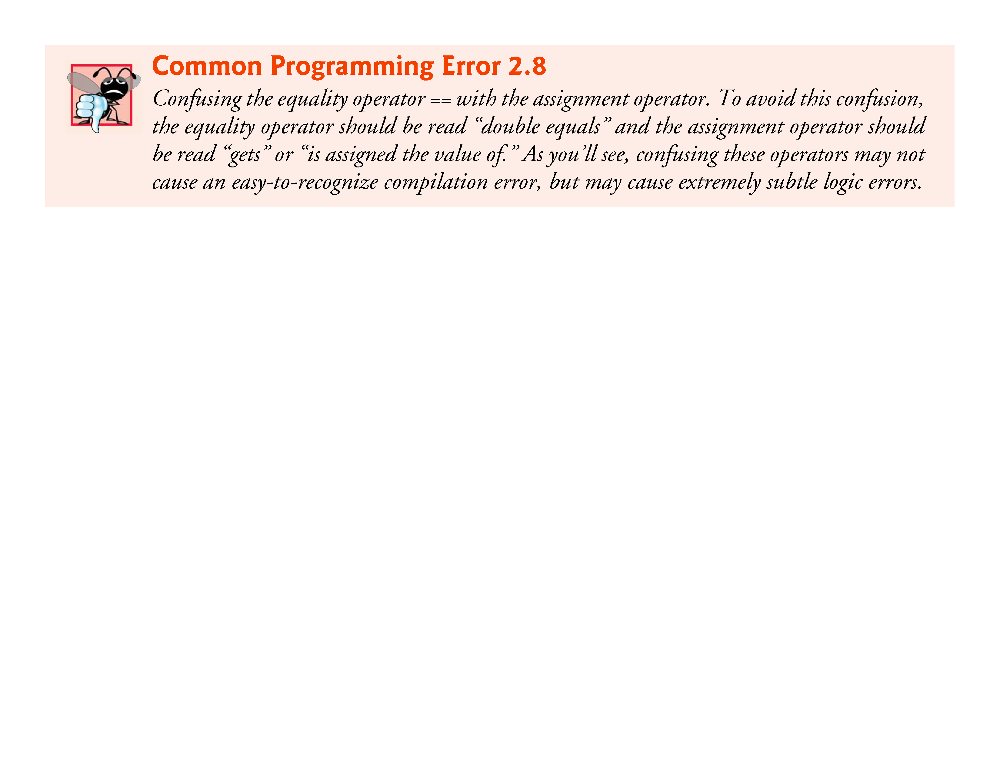 Common Programming Error 2.8
Confusing the equality operator == with the assignment operator. To avoid this confusion,
the equality operator should be read “double equals” and the assignment operator should
be read “gets” or “is assigned the value of.” As you’ll see, confusing these operators may not
cause an easy-to-recognize compilation error, but may cause extremely subtle logic errors.